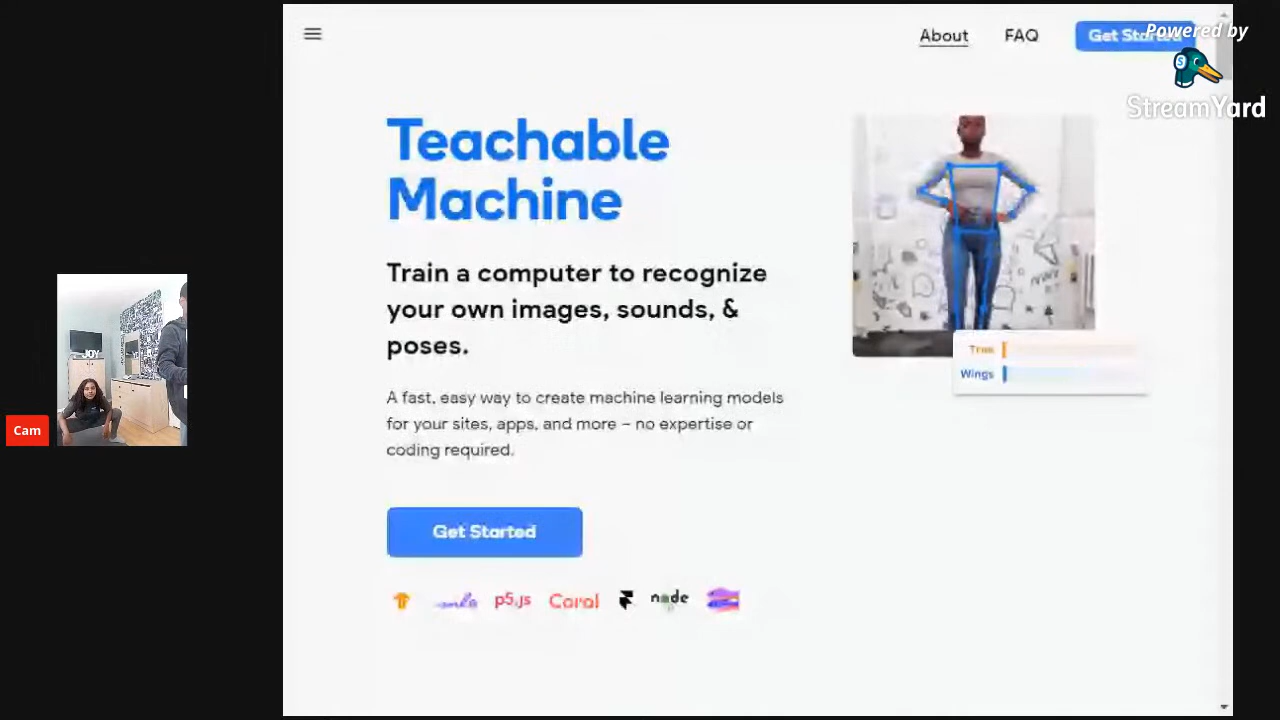 About FAQ Get Started
Powered by
StreamYard
Teachable
Machine
Train a computer to recognize
your own images, sounds, &
poses.
A fast, easy way to create machine learning models
for your sites, apps, and more – no expertise or
coding required.
Get Started
p5.js Coral node
Tree
Wings
JOY
Cam